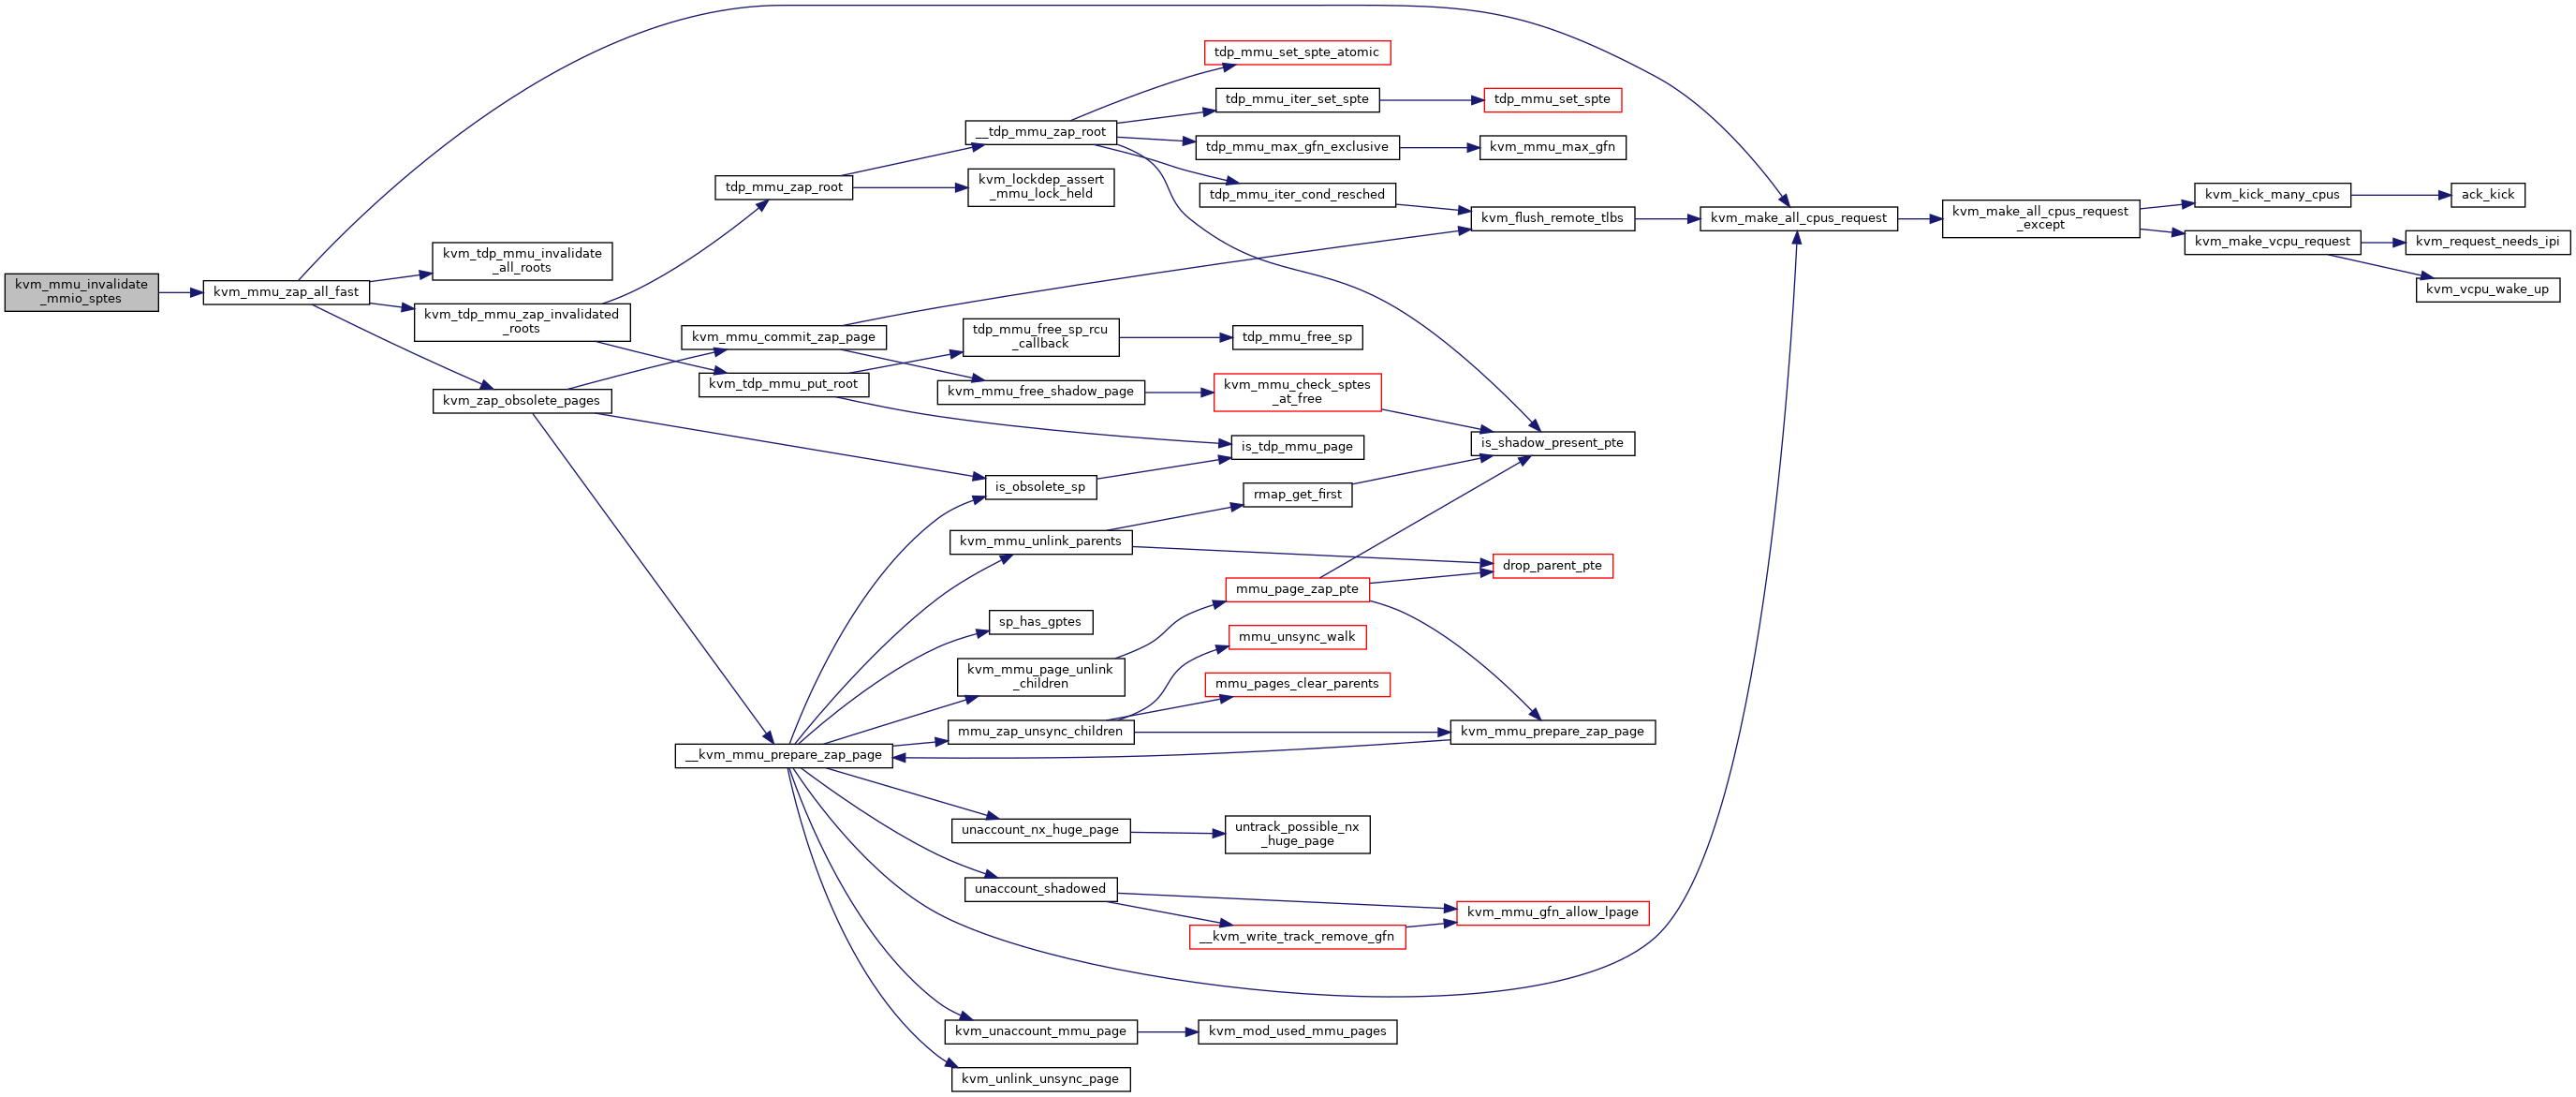 kvm_mmu_invalidate
_mmio_sptes
kvm_mmu_zap_all_fast
kvm_tdp_mmu_invalidate
_all_roots
kvm_tdp_mmu_zap_invalidated
_roots
kvm_zap_obsolete_pages
tdp_mmu_zap_root
kvm_mmu_commit_zap_page
kvm_tdp_mmu_put_root
__kvm_mmu_prepare_zap_page
__tdp_mmu_zap_root
kvm_lockdep_assert
_mmu_lock_held
tdp_mmu_free_sp_rcu
_callback
kvm_mmu_free_shadow_page
is_obsolete_sp
kvm_mmu_unlink_parents
sp_has_gptes
kvm_mmu_page_unlink
_children
mmu_zap_unsync_children
unaccount_nx_huge_page
unaccount_shadowed
kvm_unaccount_mmu_page
kvm_unlink_unsync_page
tdp_mmu_set_spte_atomic
tdp_mmu_iter_set_spte
tdp_mmu_max_gfn_exclusive
tdp_mmu_iter_cond_resched
tdp_mmu_free_sp
kvm_mmu_check_sptes
_at_free
is_tdp_mmu_page
rmap_get_first
mmu_page_zap_pte
mmu_unsync_walk
mmu_pages_clear_parents
untrack_possible_nx
_huge_page
__kvm_write_track_remove_gfn
kvm_mod_used_mmu_pages
tdp_mmu_set_spte
kvm_mmu_max_gfn
kvm_flush_remote_tlbs
is_shadow_present_pte
drop_parent_pte
kvm_mmu_prepare_zap_page
kvm_mmu_gfn_allow_lpage
kvm_make_all_cpus_request
kvm_make_all_cpus_request
_except
kvm_kick_many_cpus
kvm_make_vcpu_request
ack_kick
kvm_request_needs_ipi
kvm_vcpu_wake_up